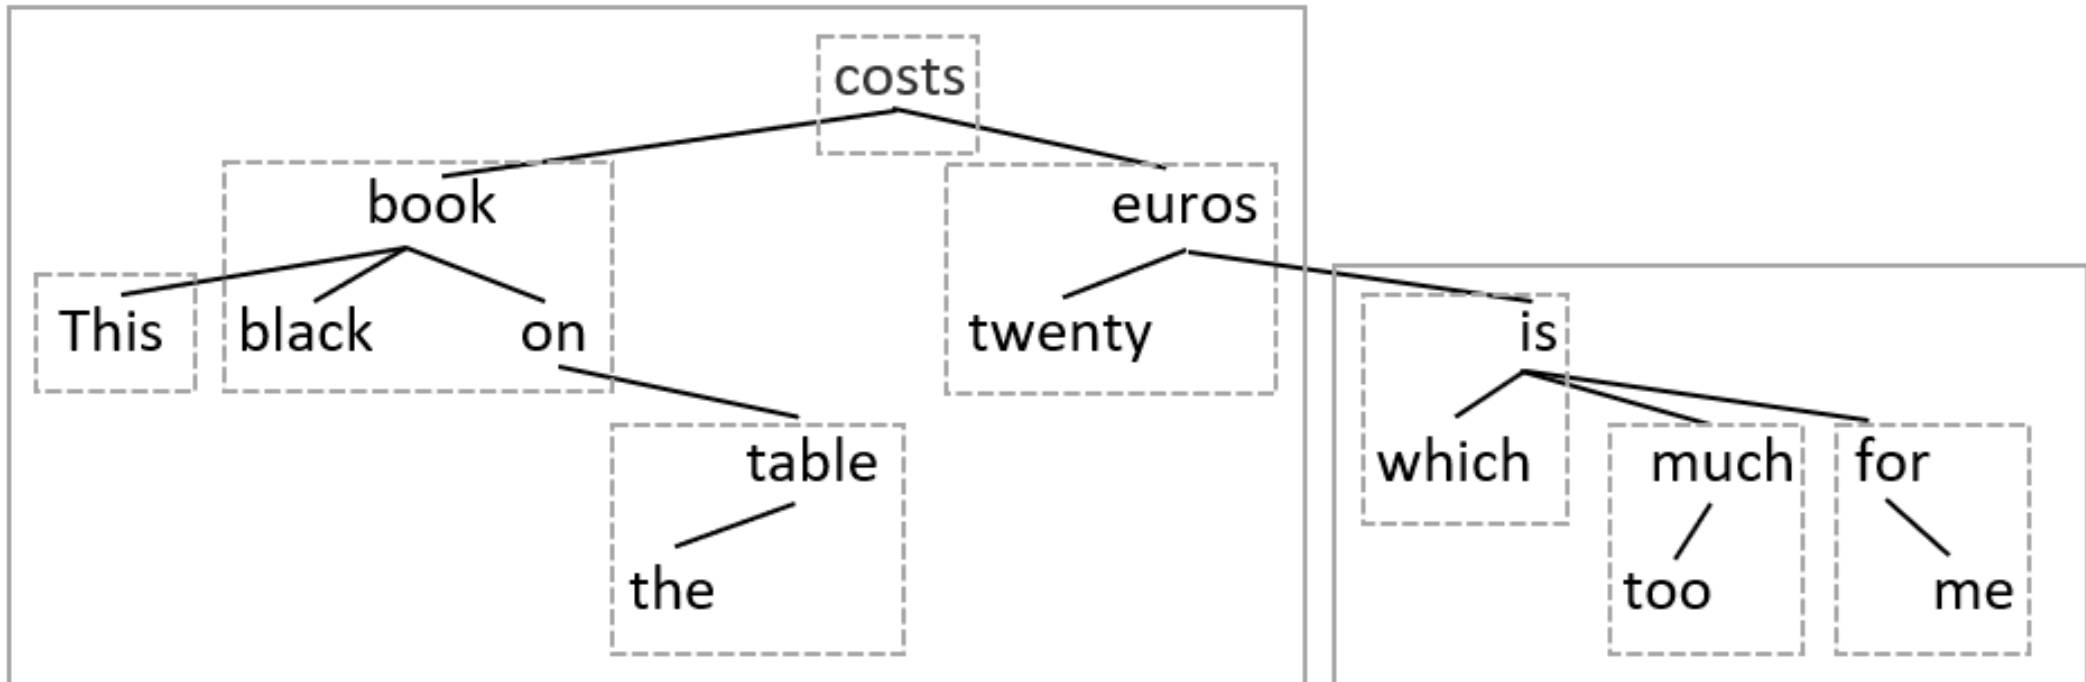 costs
book euros
This black on twenty is
table which much for
the too me